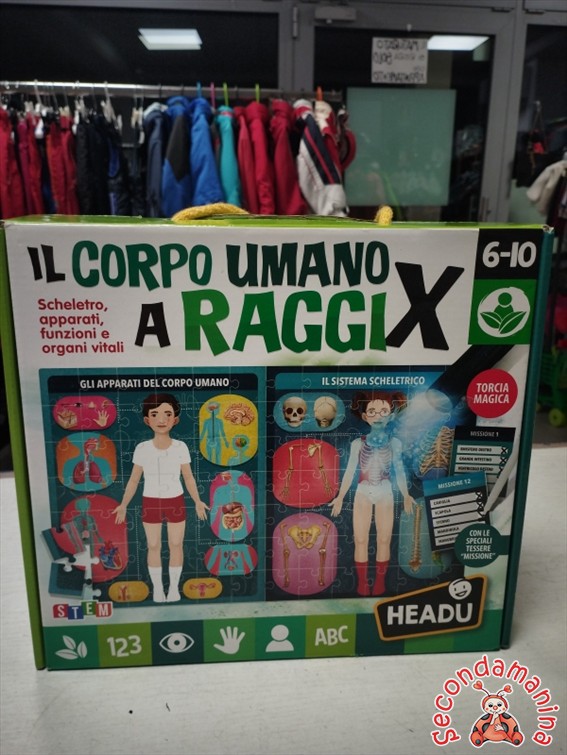 IL CORPO UMANO
A RAGGI X
6-10
Scheletro,
apparati,
funzioni e
organi vitali
GLI APPARATI DEL CORPO UMANO
IL SISTEMA SCHELETRICO
TORCIA
MAGICA
MISSIONE 1
MISSIONE 12
CON LE
SPECIALI
TESSERE
"MISSIONE"
STEM
HEADU
123
ABC
Secondamanina